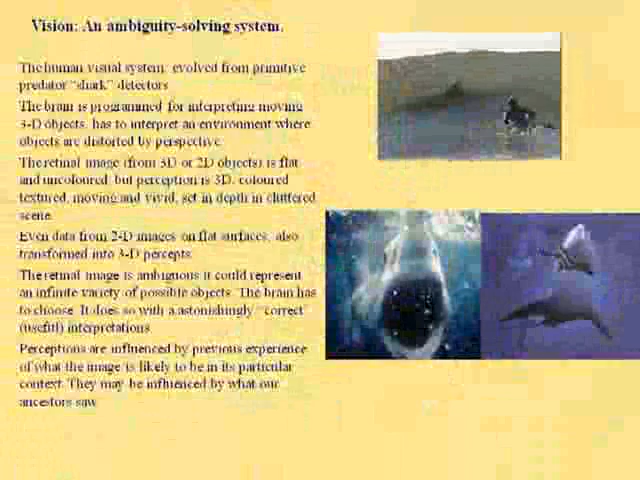 Vision: An ambiguity-solving system.
The human visual system: evolved from primitive
predator "shark" detectors
The brain is programmed for interpreting moving
3-D objects, has to interpret an environment where
objects are distorted by perspective
The retinal image (from 3D or 2D objects) is flat
and uncoloured, but perception is 3D, coloured
textured, moving and vivid, set in depth in cluttered
scene.
Even data from 2-D images on flat surfaces, also
transformed into 3-D percepts.
The retinal image is ambiguous it could represent
an infinite variety of possible objects. The brain has
to choose. It does so with a astonishingly "correct"
(useful) interpretations
Perceptions are influenced by previous experience
of what the image is likely to be in its particular
context. They may be influenced by what our
ancestors saw